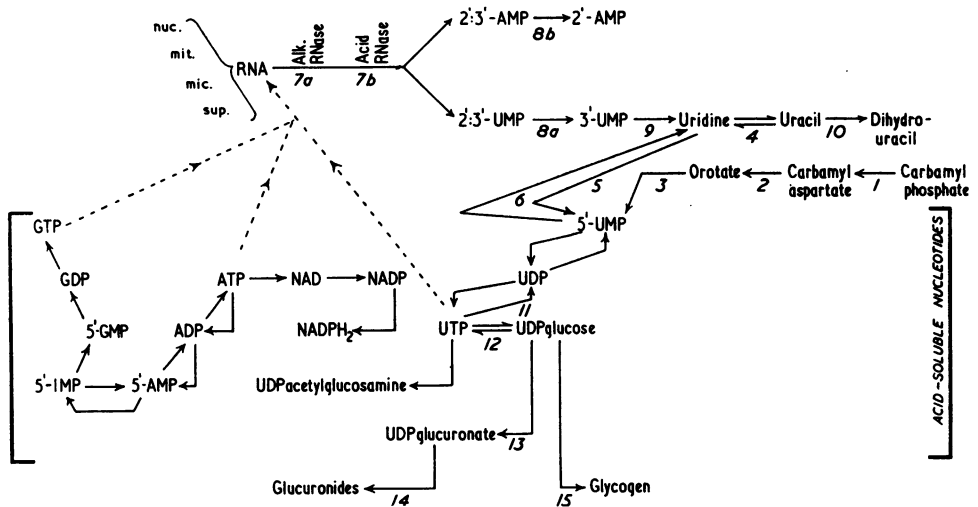 nuc.
mit.
mic.
sup.
RNA
Alk. RNase
7a
Acid RNase
7b
2':3'-AMP
8b
2'-AMP
2':3'-UMP
8a
3'-UMP
9
Uridine
4
Uracil
10
Dihydro-
uracil
6
5
3
Orotate
2
Carbamyl
aspartate
1
Carbamyl
phosphate
5'-UMP
GTP
GDP
5'-GMP
5'-IMP
5'-AMP
ADP
ATP
NAD
NADP
NADPH2
UDP
11
UTP
12
UDPglucose
UDPacetylglucosamine
UDPglucuronate
13
Glucuronides
14
15
Glycogen
ACID-SOLUBLE NUCLEOTIDES